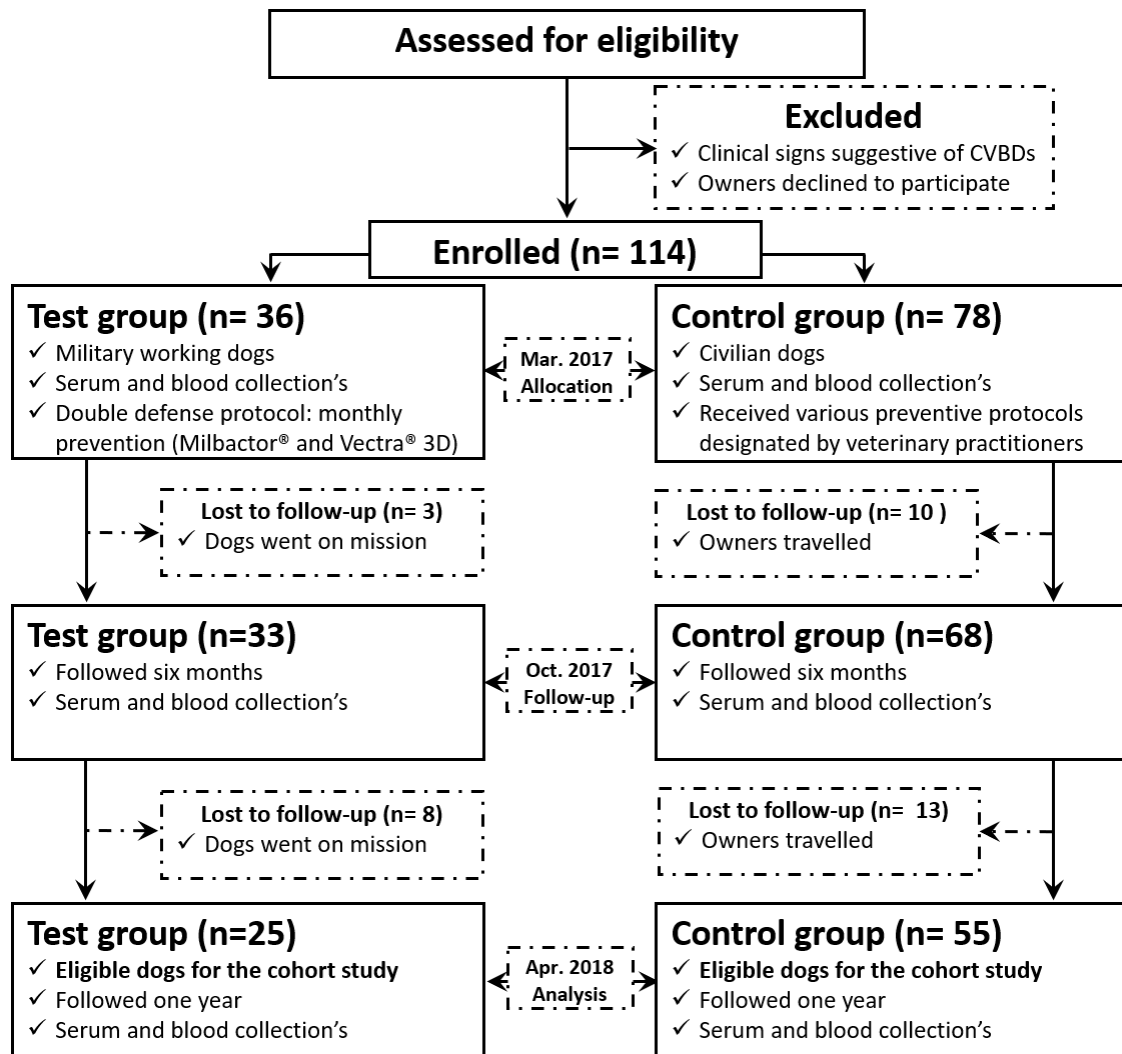 Assessed for eligibility
Excluded
✓ Clinical signs suggestive of CVBDs
✓ Owners declined to participate
Enrolled (n= 114)
Test group (n= 36)
✓ Military working dogs
✓ Serum and blood collection’s
✓ Double defense protocol: monthly
prevention (Milbactor® and Vectra® 3D)
Mar. 2017
Allocation
Control group (n= 78)
✓ Civilian dogs
✓ Serum and blood collection’s
✓ Received various preventive protocols
designated by veterinary practitioners
Lost to follow-up (n= 3)
✓ Dogs went on mission
Lost to follow-up (n= 10 )
✓ Owners travelled
Test group (n=33)
✓ Followed six months
✓ Serum and blood collection’s
Oct. 2017
Follow-up
Control group (n=68)
✓ Followed six months
✓ Serum and blood collection’s
Lost to follow-up (n= 8)
✓ Dogs went on mission
Lost to follow-up (n=  13)
✓ Owners travelled
Test group (n=25)
✓ Eligible dogs for the cohort study
✓ Followed one year
✓ Serum and blood collection’s
Apr. 2018
Analysis
Control group (n= 55)
✓ Eligible dogs for the cohort study
✓ Followed one year
✓ Serum and blood collection’s